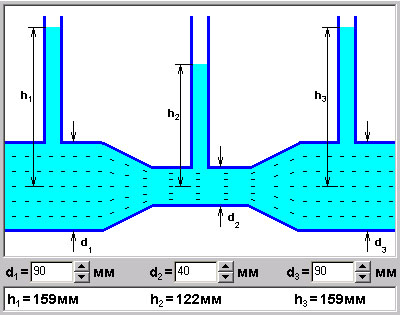 h1
h2
h3
d1
d2
d3
d1 = 90 мм d2 = 40 мм d3 = 90 мм
h1 = 159мм h2 = 122мм h3 = 159мм